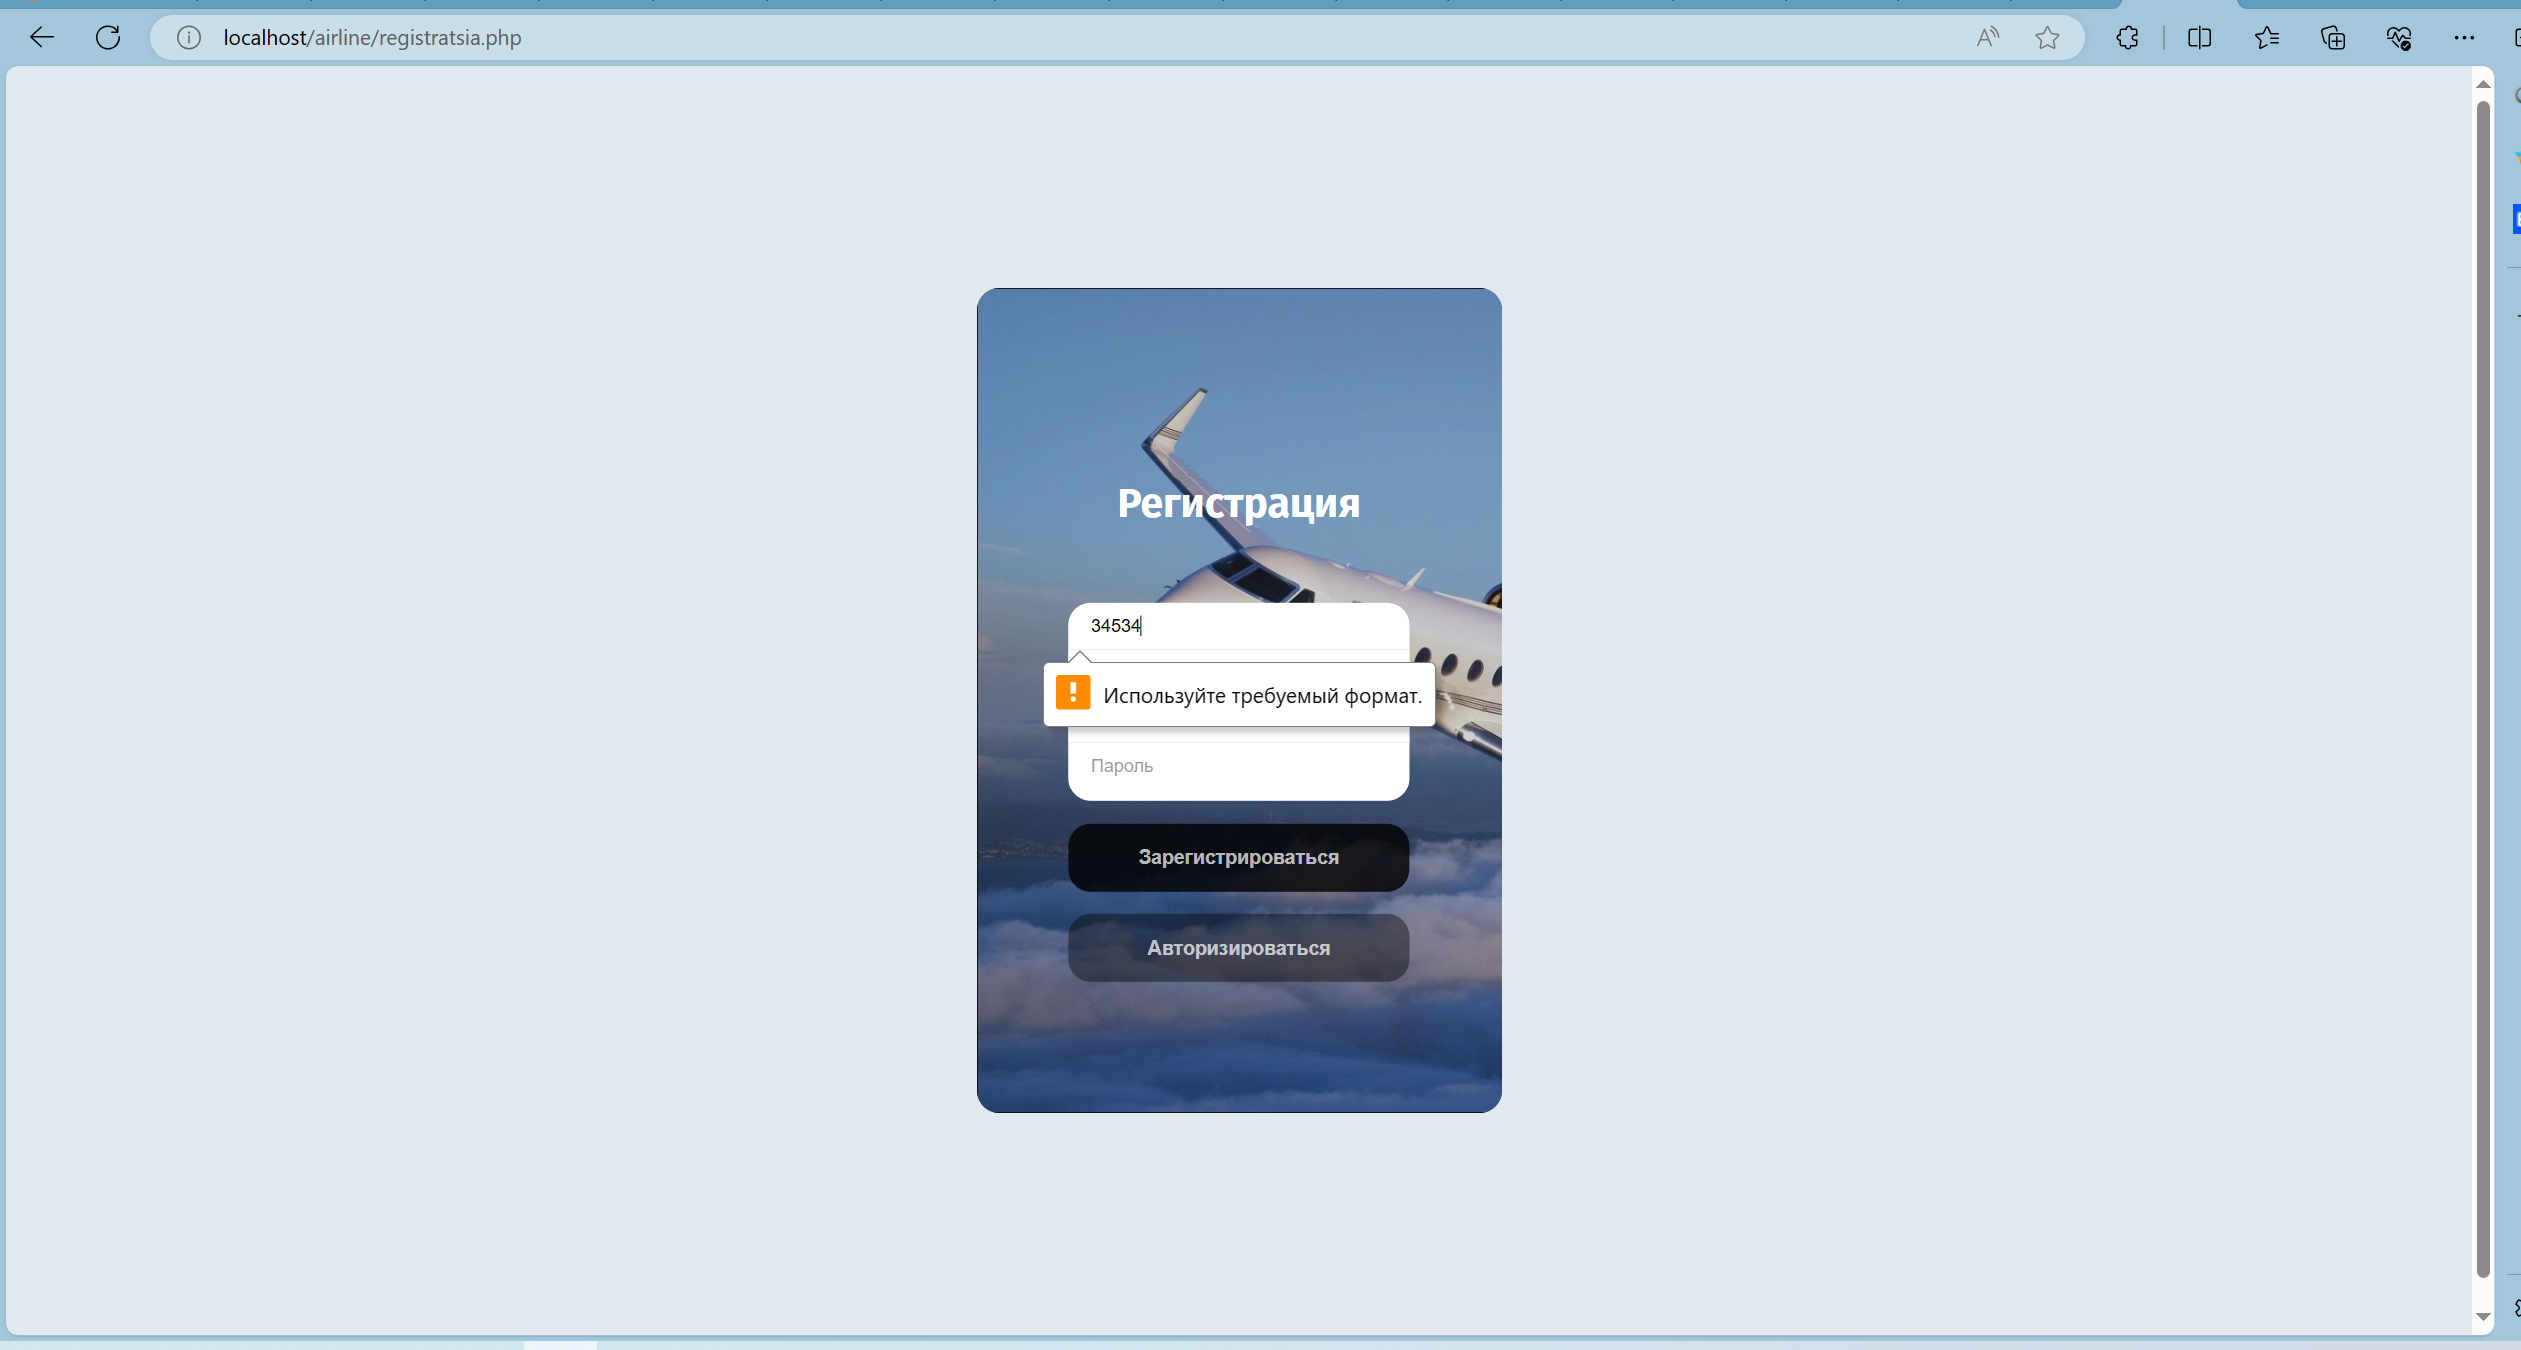 localhost/airline/registratsia.php
Регистрация
34534
Используйте требуемый формат.
Пароль
Зарегистрироваться
Авторизироваться